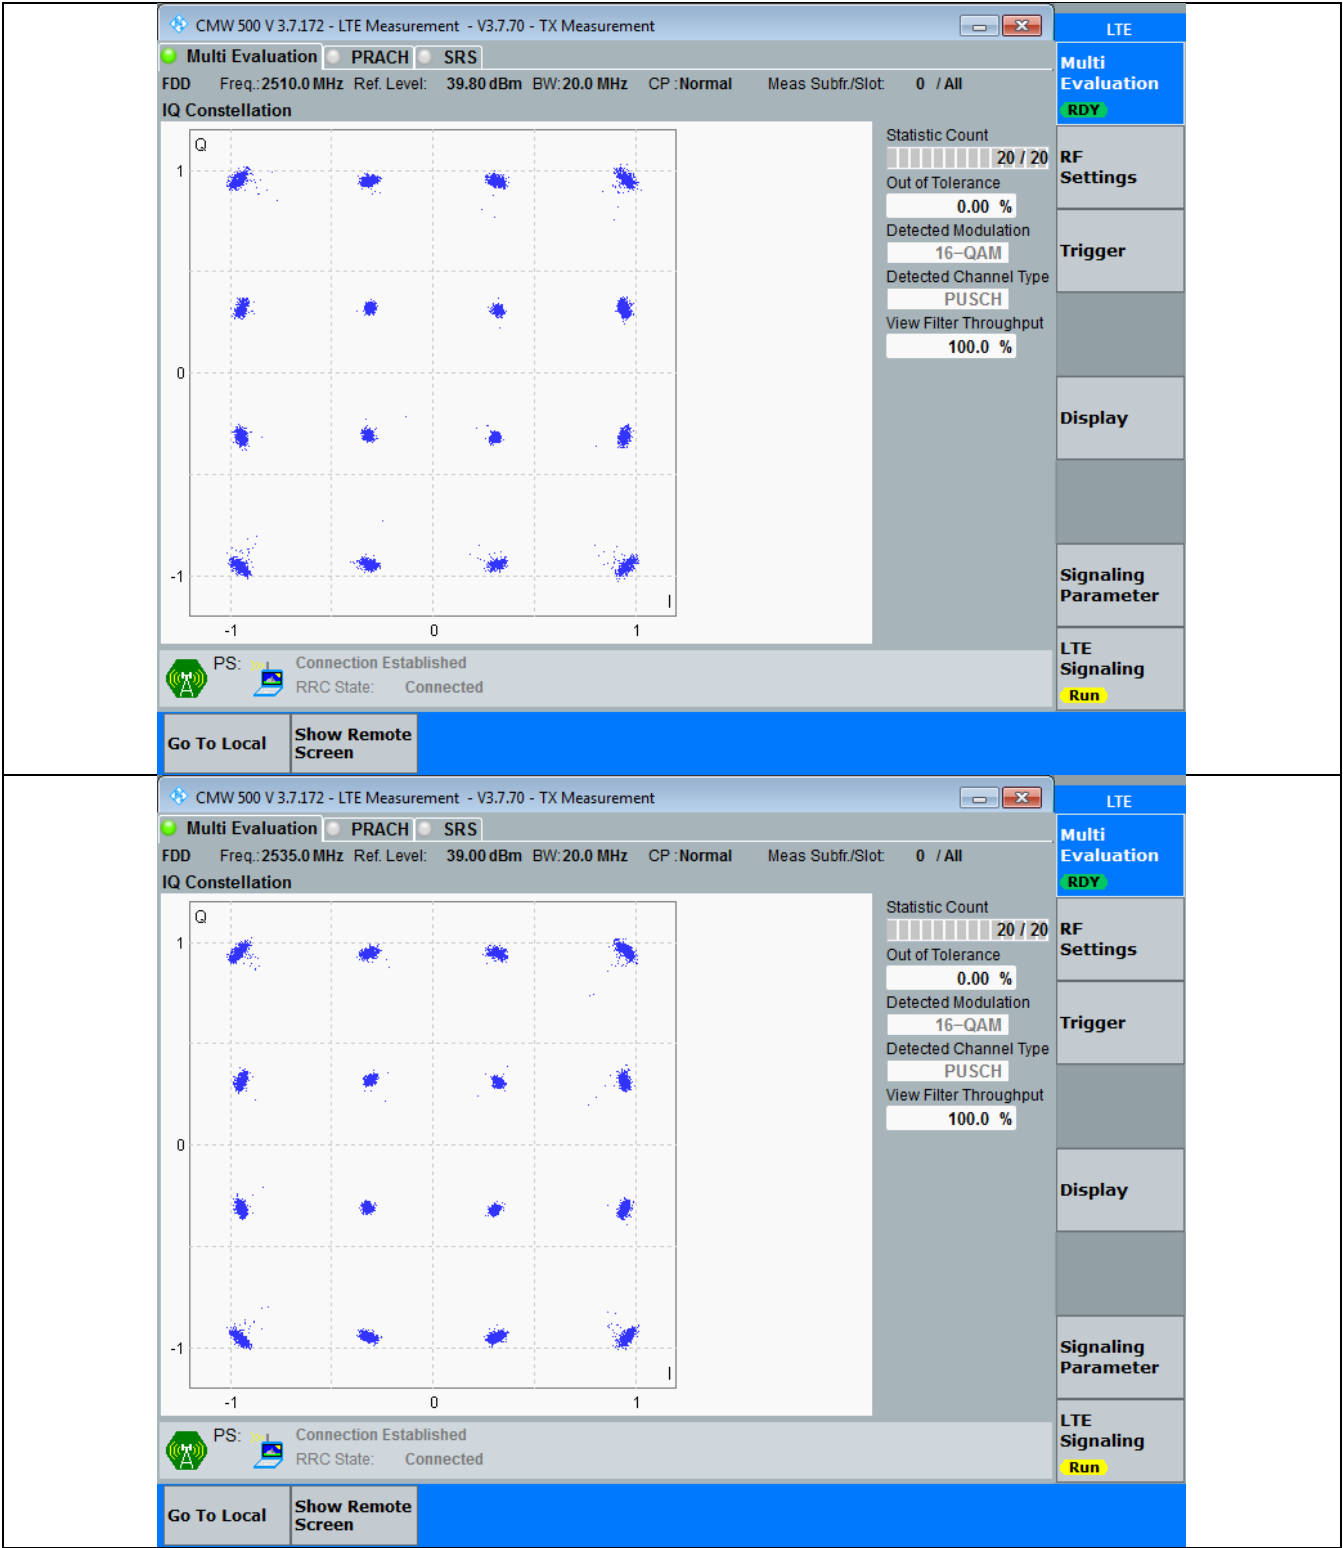 CMW 500 V 3.7.172 - LTE Measurement - V3.7.70 - TX Measurement
LTE
Multi Evaluation PRACH SRS
Multi
Evaluation
RDY
FDD Freq.: 2510.0 MHz Ref. Level: 39.80 dBm BW: 20.0 MHz CP : Normal Meas Subfr./Slot: 0 / All
IQ Constellation
Q
1
0
-1
I
-1 0 1
Statistic Count
20 / 20
Out of Tolerance
0.00 %
Detected Modulation
16-QAM
Detected Channel Type
PUSCH
View Filter Throughput
100.0 %
RF
Settings
Trigger
Display
Signaling
Parameter
LTE
Signaling
Run
PS: Connection Established
RRC State: Connected
Go To Local
Show Remote
Screen
CMW 500 V 3.7.172 - LTE Measurement - V3.7.70 - TX Measurement
LTE
Multi Evaluation PRACH SRS
Multi
Evaluation
RDY
FDD Freq.: 2535.0 MHz Ref. Level: 39.00 dBm BW: 20.0 MHz CP : Normal Meas Subfr./Slot: 0 / All
IQ Constellation
Q
1
0
-1
I
-1 0 1
Statistic Count
20 / 20
Out of Tolerance
0.00 %
Detected Modulation
16-QAM
Detected Channel Type
PUSCH
View Filter Throughput
100.0 %
RF
Settings
Trigger
Display
Signaling
Parameter
LTE
Signaling
Run
PS: Connection Established
RRC State: Connected
Go To Local
Show Remote
Screen